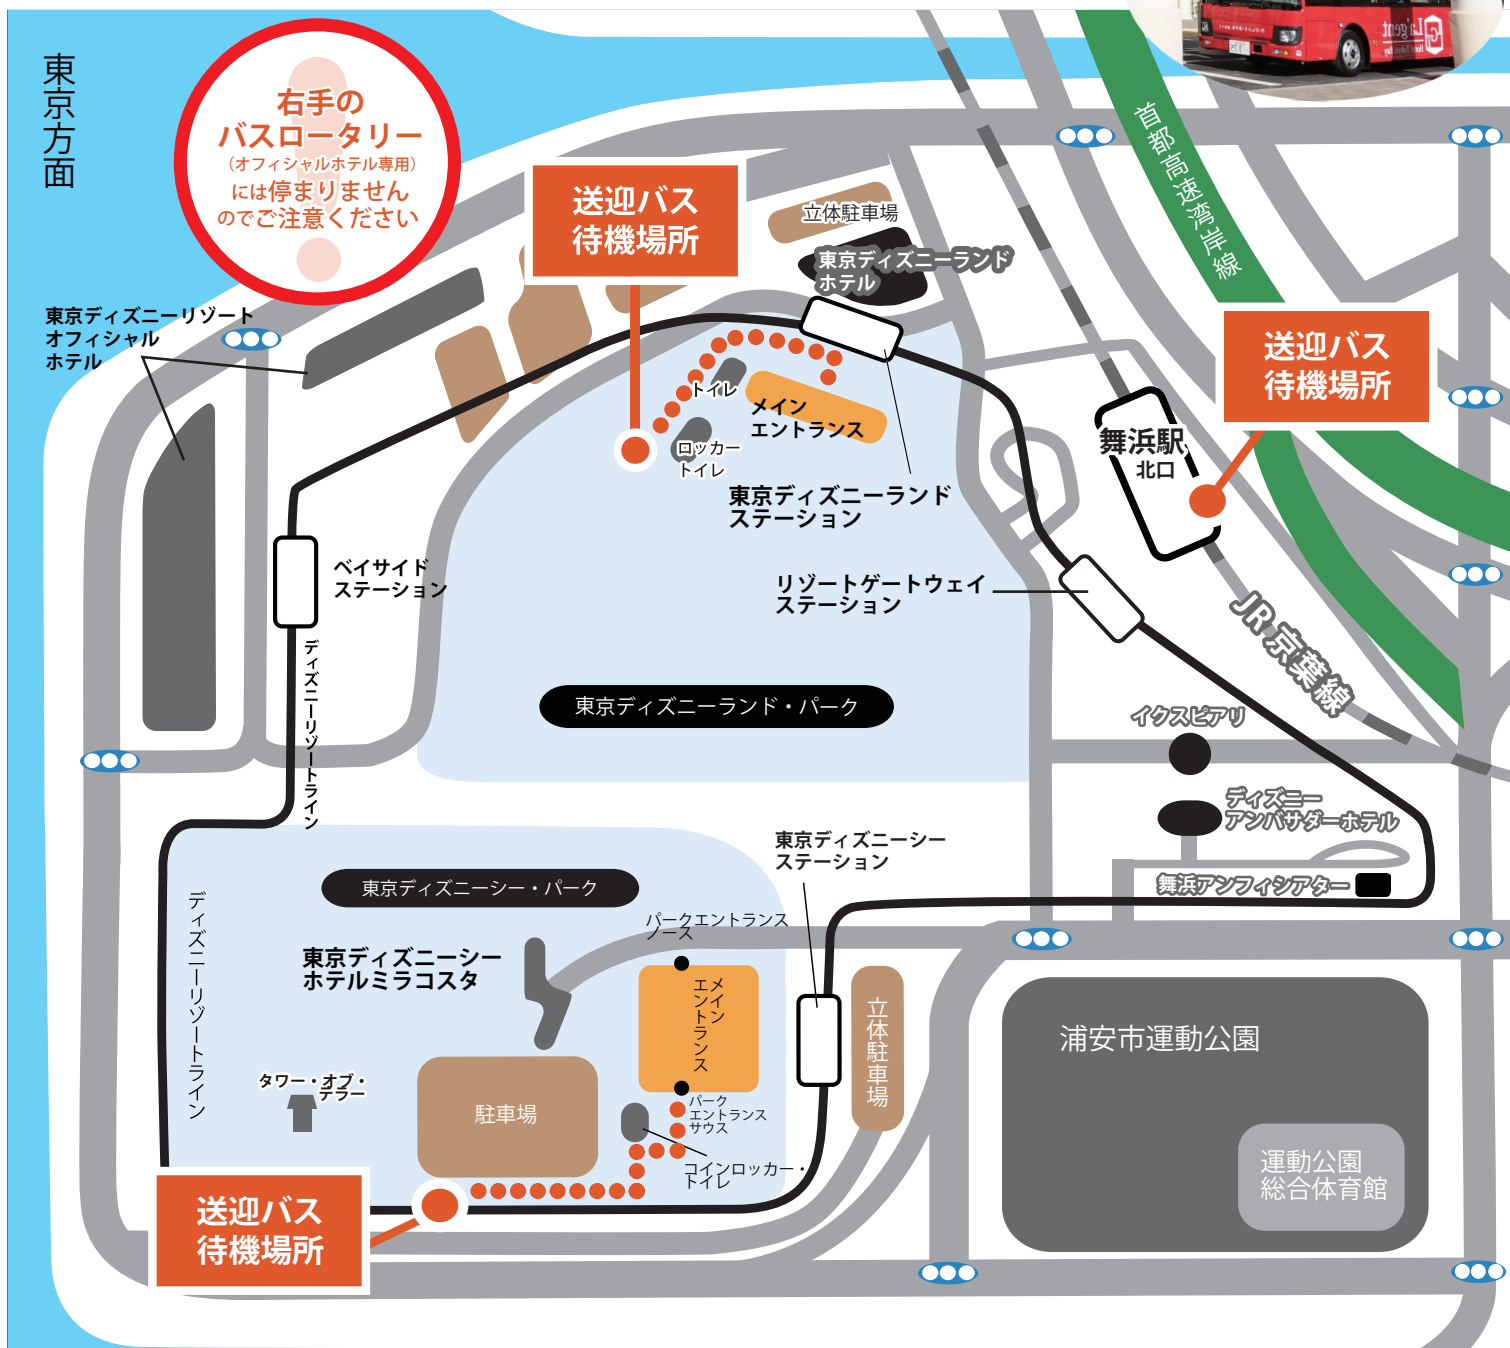 東京方面
右手の
バスロータリー
（オフィシャルホテル専用）
には停まりません
のでご注意ください
送迎バス
待機場所
立体駐車場
東京ディズニーランド
ホテル
首都高速湾岸線
La'gent
東京ディズニーリゾート
オフィシャル
ホテル
送迎バス
待機場所
トイレ
メイン
エントランス
ロッカー
トイレ
舞浜駅
北口
東京ディズニーランド
ステーション
ベイサイド
ステーション
リゾートゲートウェイ
ステーション
JR 京葉線
ディズニーリゾートライン
東京ディズニーランド・パーク
イクスピアリ
ディズニー
アンバサダーホテル
舞浜アンフィシアター
東京ディズニーシー
ステーション
東京ディズニーシー・パーク
パークエントランス
ノース
東京ディズニーシー
ホテルミラコスタ
ディズニーリゾートライン
メイン
エントランス
立体駐車場
浦安市運動公園
タワー・オブ・
テラー
駐車場
パーク
エントランス
サウス
コインロッカー・
トイレ
運動公園
総合体育館
送迎バス
待機場所